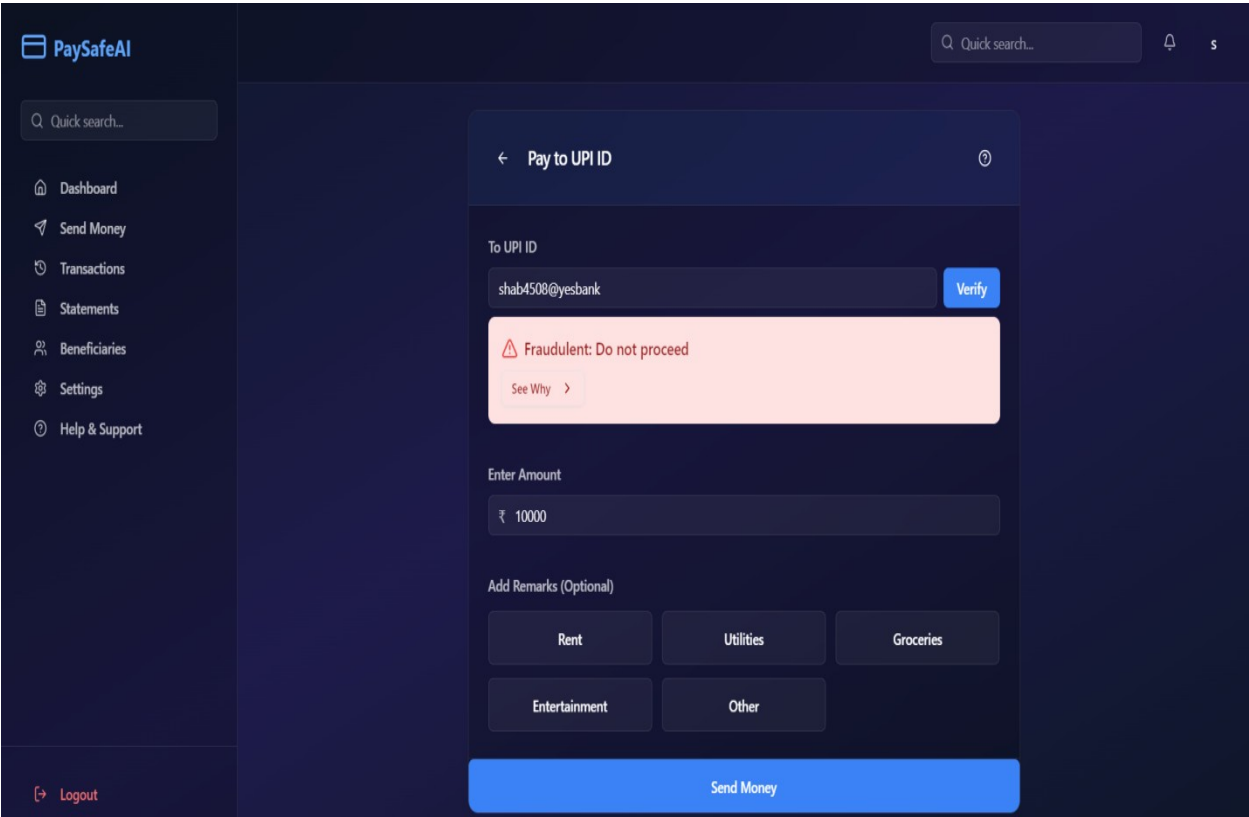 PaySafeAI
Quick search...
Dashboard
Send Money
Transactions
Statements
Beneficiaries
Settings
Help & Support
Logout
Quick search...
S
Pay to UPI ID
To UPI ID
shab4508@yesbank
Verify
Fraudulent: Do not proceed
See Why
Enter Amount
₹ 10000
Add Remarks (Optional)
Rent Utilities Groceries
Entertainment Other
Send Money